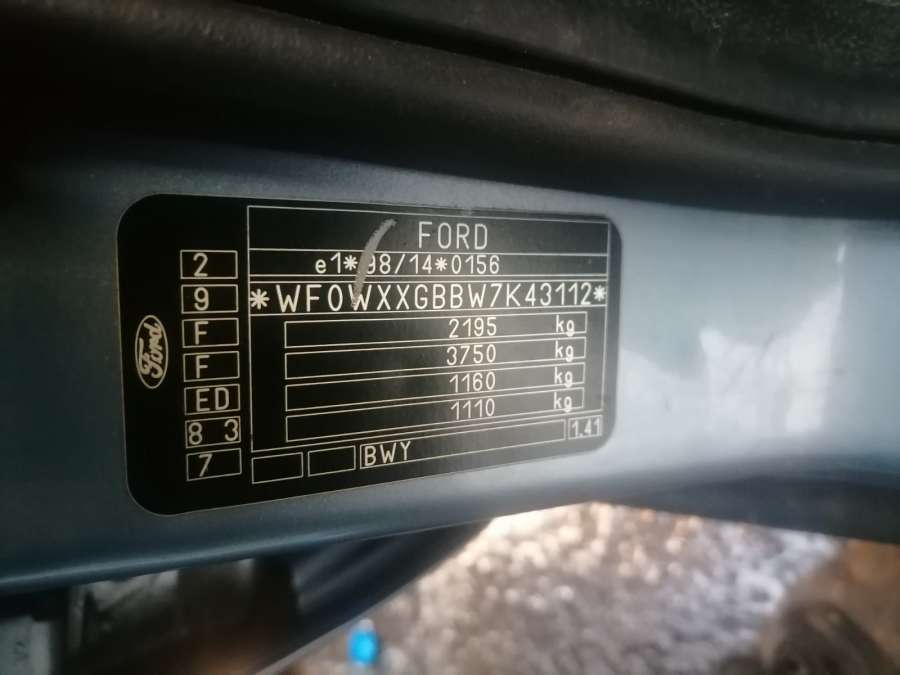 FORD
e1*98/14*0156
*WF0WXXGBBW7K43112*
2195 kg
3750 kg
1160 kg
1110 kg
1.41
BWY
2
9
F
F
ED
8 3
7
Ford